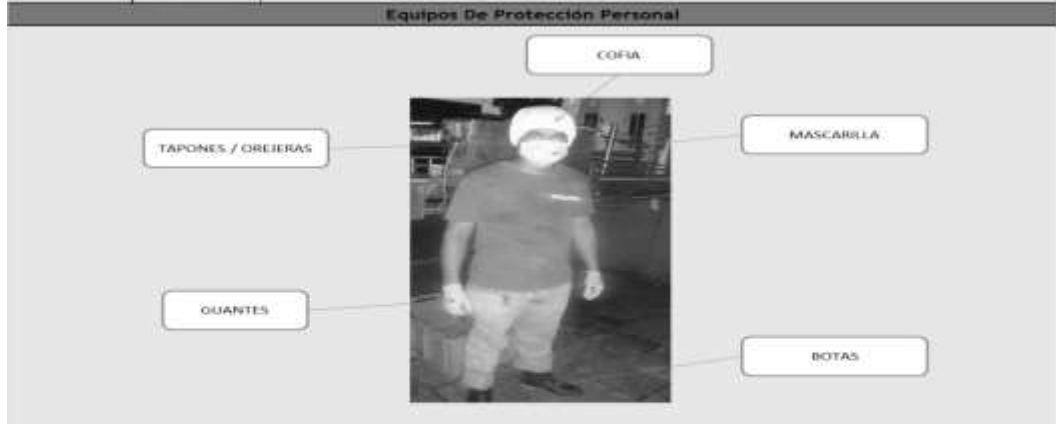 Equipos De Protección Personal
COFIA
TAPONES / OREJERAS
MASCARILLA
GUANTES
BOTAS